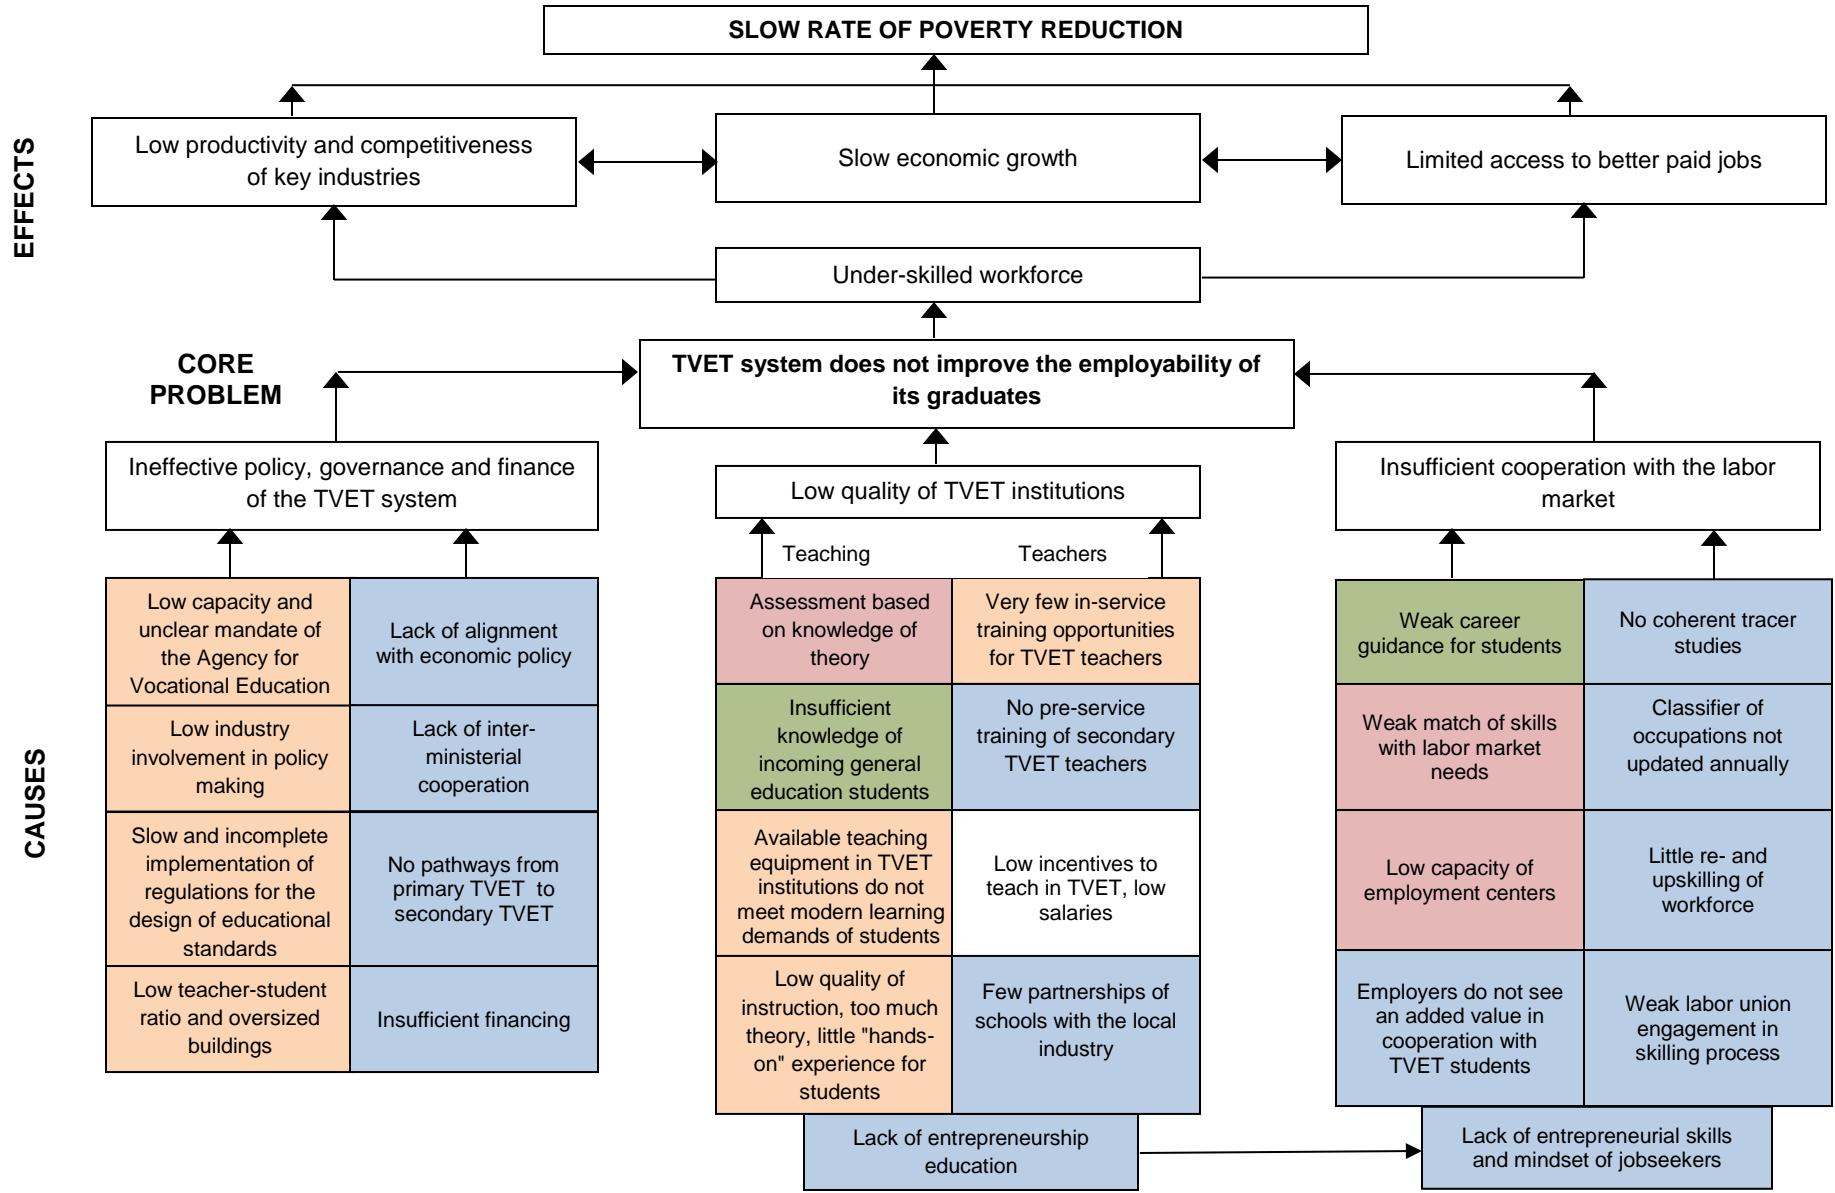 SLOW RATE OF POVERTY REDUCTION
EFFECTS
Low productivity and competitiveness
of key industries
Slow economic growth
Limited access to better paid jobs
Under-skilled workforce
CORE
PROBLEM
TVET system does not improve the employability of
its graduates
CAUSES
Ineffective policy, governance and finance
of the TVET system
Low quality of TVET institutions
Insufficient cooperation with the labor
market
Teaching
Teachers
Low capacity and
unclear mandate of
the Agency for
Vocational Education
Lack of alignment
with economic policy
Low industry
involvement in policy
making
Lack of inter-
ministerial
cooperation
Slow and incomplete
implementation of
regulations for the
design of educational
standards
No pathways from
primary TVET to
secondary TVET
Low teacher-student
ratio and oversized
buildings
Insufficient financing
Assessment based
on knowledge of
theory
Very few in-service
training opportunities
for TVET teachers
Insufficient
knowledge of
incoming general
education students
No pre-service
training of secondary
TVET teachers
Available teaching
equipment in TVET
institutions do not
meet modern learning
demands of students
Low incentives to
teach in TVET, low
salaries
Low quality of
instruction, too much
theory, little "hands-
on" experience for
students
Few partnerships of
schools with the local
industry
Lack of entrepreneurship
education
Weak career
guidance for students
No coherent tracer
studies
Weak match of skills
with labor market
needs
Classifier of
occupations not
updated annually
Low capacity of
employment centers
Little re- and
upskilling of
workforce
Employers do not see
an added value in
cooperation with
TVET students
Weak labor union
engagement in
skilling process
Lack of entrepreneurial skills
and mindset of jobseekers